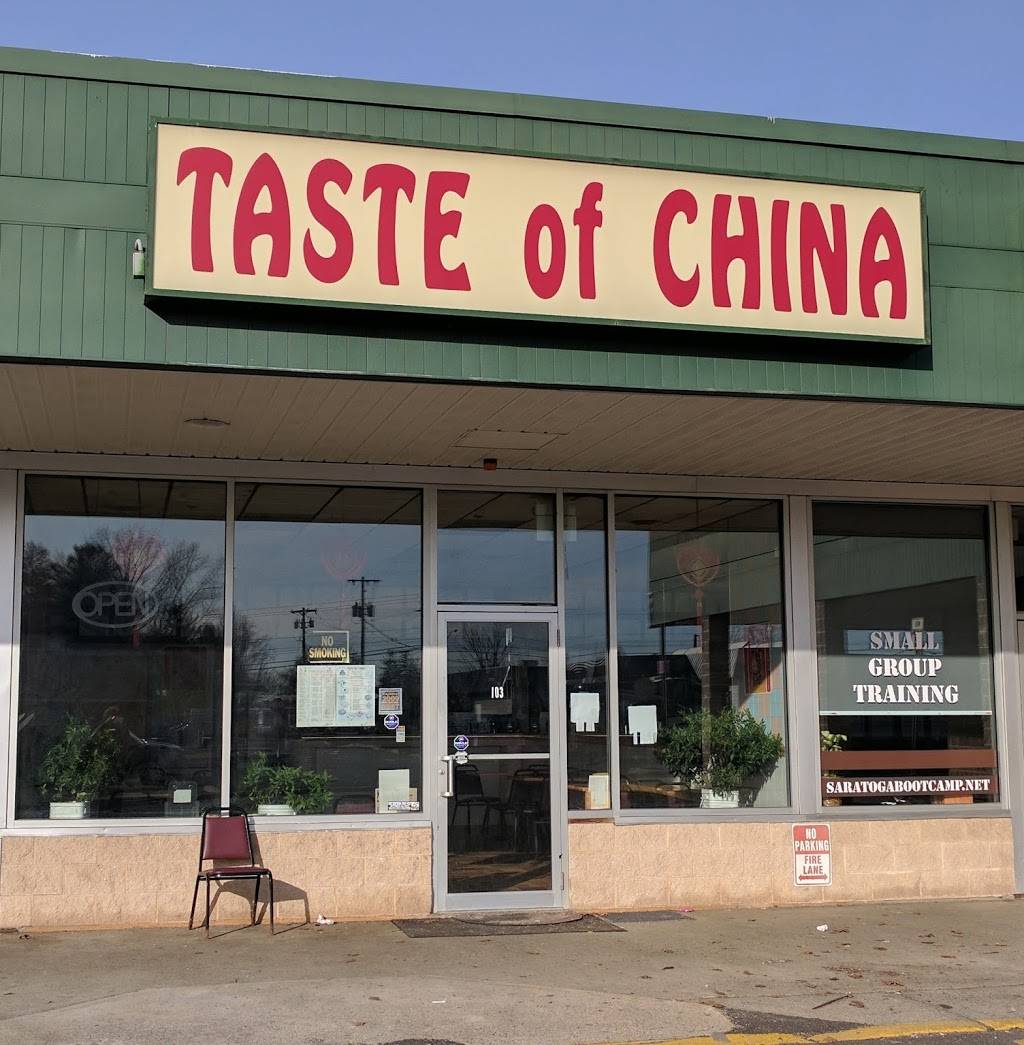 TASTE of CHINA
OPEN
NO
SMOKING
103
SMALL
GROUP
TRAINING
SARATOGABOOTCAMP.NET
NO
PARKING
FIRE
LANE